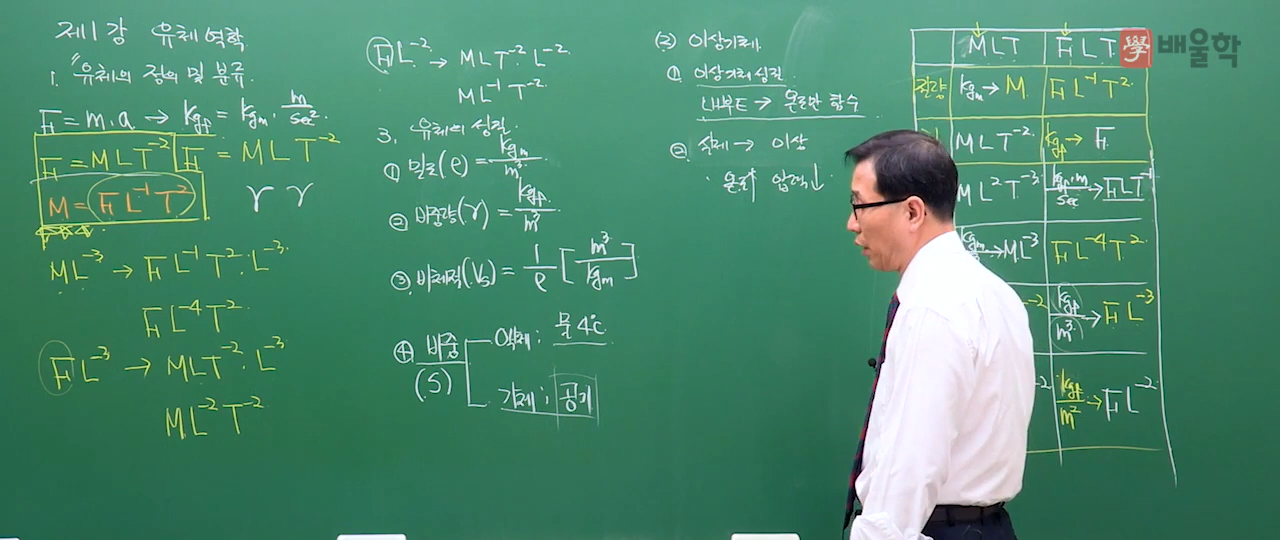 제1강 유체역학
1. 유체의 정의 및 분류.
F = m.a → kgf = kgm · m/sec².
F = MLT⁻² F = MLT⁻²
M = FL⁻¹T² γ γ
ML⁻³ → FL⁻¹T²·L⁻³
FL⁻⁴T²
FL⁻³ → MLT⁻²·L⁻³
ML⁻²T⁻²
FL⁻² → MLT⁻²L⁻²
ML⁻¹T⁻²
3. 유체의 성질
① 밀도(ρ) = kgm/m³
② 비중량(γ) = kgf/m³
③ 비체적(Vs) = 1/ρ [m³/kgm]
④ 비중 액체: 물 4℃
(S) 기체: 공기
(2) 이상기체
① 이상기체 성질
내부E → 온도만 함수
② 실제 → 이상
온도↑ 압력↓
MLT FLT
질량 kgm → M FL⁻¹T²
MLT⁻² kgf → F
ML²T⁻³ kgf·m/sec → FLT⁻¹
kgm → ML⁻³ FL⁻⁴T²
⁻² kgf/m³ → FL⁻³
⁻² kgf/m² → FL⁻²
學 배울학